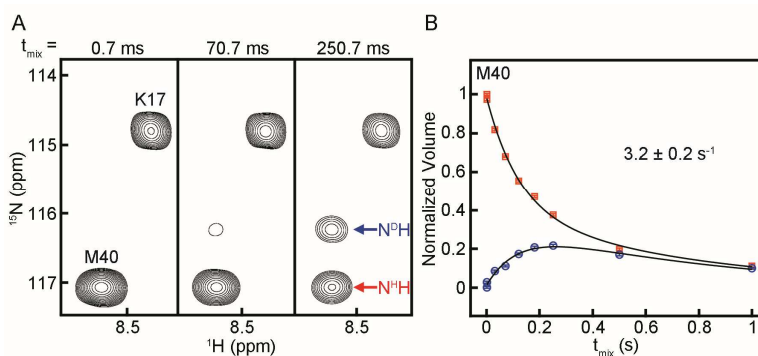 A
B
t_mix =
0.7 ms
70.7 ms
250.7 ms
114
115
116
117
¹⁵N (ppm)
K17
M40
NᴰH
NᴴH
8.5
8.5
8.5
¹H (ppm)
M40
3.2 ± 0.2 s⁻¹
Normalized Volume
1
0.8
0.6
0.4
0.2
0
0
0.2
0.4
0.6
0.8
1
t_mix (s)